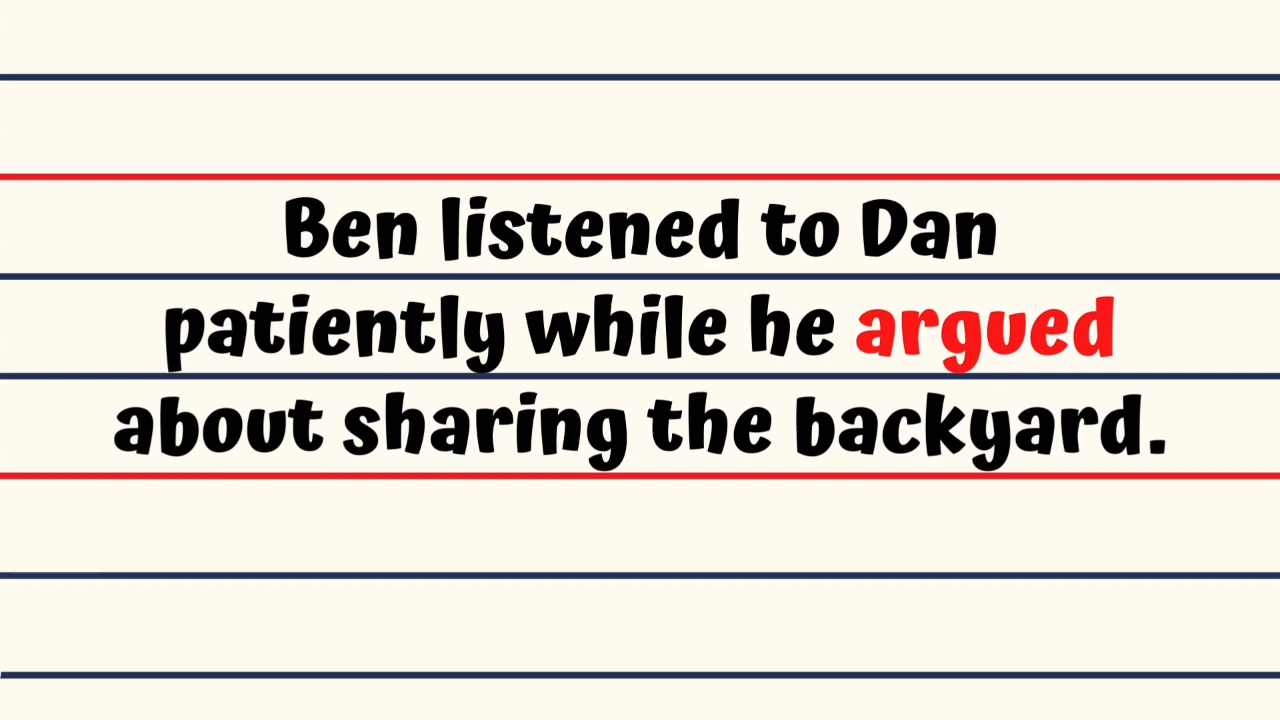 Ben listened to Dan
patiently while he argued
about sharing the backyard.